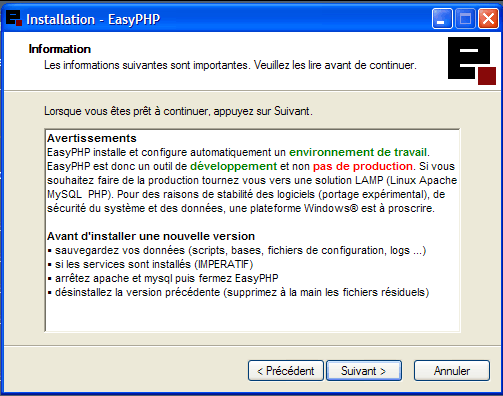 Installation - EasyPHP
Information
Les informations suivantes sont importantes. Veuillez les lire avant de continuer.
Lorsque vous êtes prêt à continuer, appuyez sur Suivant.
Avertissements
EasyPHP installe et configure automatiquement un environnement de travail.
EasyPHP est donc un outil de développement et non pas de production. Si vous
souhaitez faire de la production tournez vous vers une solution LAMP (Linux Apache
MySQL PHP). Pour des raisons de stabilité des logiciels (portage expérimental), de
sécurité du système et des données, une plateforme Windows® est à proscrire.
Avant d'installer une nouvelle version
▪ sauvegardez vos données (scripts, bases, fichiers de configuration, logs ...)
▪ si les services sont installés (IMPERATIF)
▪ arrêtez apache et mysql puis fermez EasyPHP
▪ désinstallez la version précédente (supprimez à la main les fichiers résiduels)
< Précédent
Suivant >
Annuler